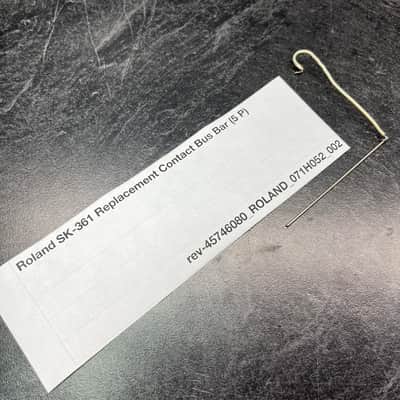 Roland SK-361 Replacement Contact Bus Bar (5 P)
rev-45746080_ROLAND_071H052_002